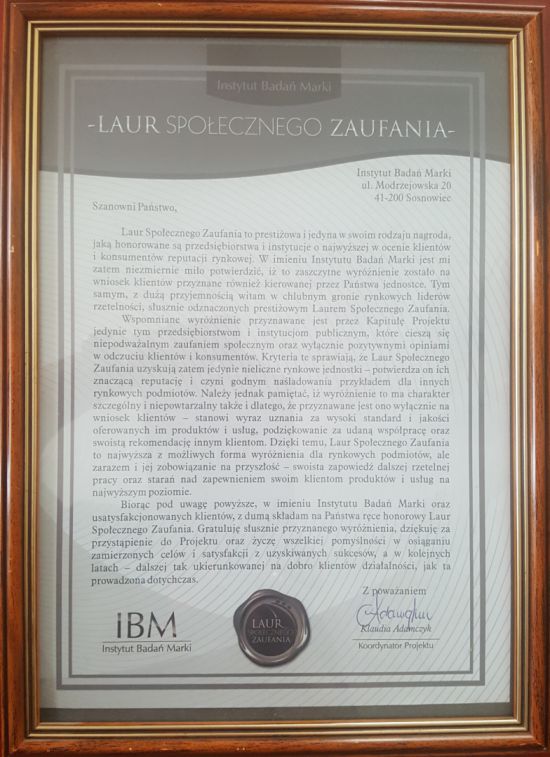 Instytut Badań Marki
-LAUR SPOŁECZNEGO ZAUFANIA-
Instytut Badań Marki
ul. Modrzejowska 20
41-200 Sosnowiec
Szanowni Państwo,
Laur Społecznego Zaufania to prestiżowa i jedyna w swoim rodzaju nagroda,
jaką honorowane są przedsiębiorstwa i instytucje o najwyższej w ocenie klientów
i konsumentów reputacji rynkowej. W imieniu Instytutu Badań Marki jest mi
zatem niezmiernie miło potwierdzić, iż to zaszczytne wyróżnienie zostało na
wniosek klientów przyznane również kierowanej przez Państwa jednostce. Tym
samym, z dużą przyjemnością witam w chlubnym gronie rynkowych liderów
rzetelności, słusznie odznaczonych prestiżowym Laurem Społecznego Zaufania.
Wspomniane wyróżnienie przyznawane jest przez Kapitułę Projektu
jedynie tym przedsiębiorstwom i instytucjom publicznym, które cieszą się
niepodważalnym zaufaniem społecznym oraz wyłącznie pozytywnymi opiniami
w odczuciu klientów i konsumentów. Kryteria te sprawiają, że Laur Społecznego
Zaufania uzyskują zatem jedynie nieliczne rynkowe jednostki – potwierdza on ich
znaczącą reputację i czyni godnym naśladowania przykładem dla innych
rynkowych podmiotów. Należy jednak pamiętać, iż wyróżnienie to ma charakter
szczególny i niepowtarzalny także i dlatego, że przyznawane jest ono wyłącznie na
wniosek klientów – stanowi wyraz uznania za wysoki standard i jakości
oferowanych im produktów i usług, podziękowanie za udaną współpracę oraz
swoistą rekomendację innym klientom. Dzięki temu, Laur Społecznego Zaufania
to najwyższa z możliwych forma wyróżnienia dla rynkowych podmiotów, ale
zarazem i jej zobowiązanie na przyszłość – swoista zapowiedź dalszej rzetelnej
pracy oraz starań nad zapewnieniem swoim klientom produktów i usług na
najwyższym poziomie.
Biorąc pod uwagę powyższe, w imieniu Instytutu Badań Marki oraz
usatysfakcjonowanych klientów, z dumą składam na Państwa ręce honorowy Laur
Społecznego Zaufania. Gratuluję słusznie przyznanego wyróżnienia, dziękuję za
przystąpienie do Projektu oraz życzę wszelkiej pomyślności w osiąganiu
zamierzonych celów i satysfakcji z uzyskiwanych sukcesów, a w kolejnych
latach – dalszej tak ukierunkowanej na dobro klientów działalności, jak ta
prowadzona dotychczas.
Z poważaniem
Klaudia Adamczyk
Koordynator Projektu
IBM
Instytut Badań Marki
LAUR
SPOŁECZNEGO
ZAUFANIA